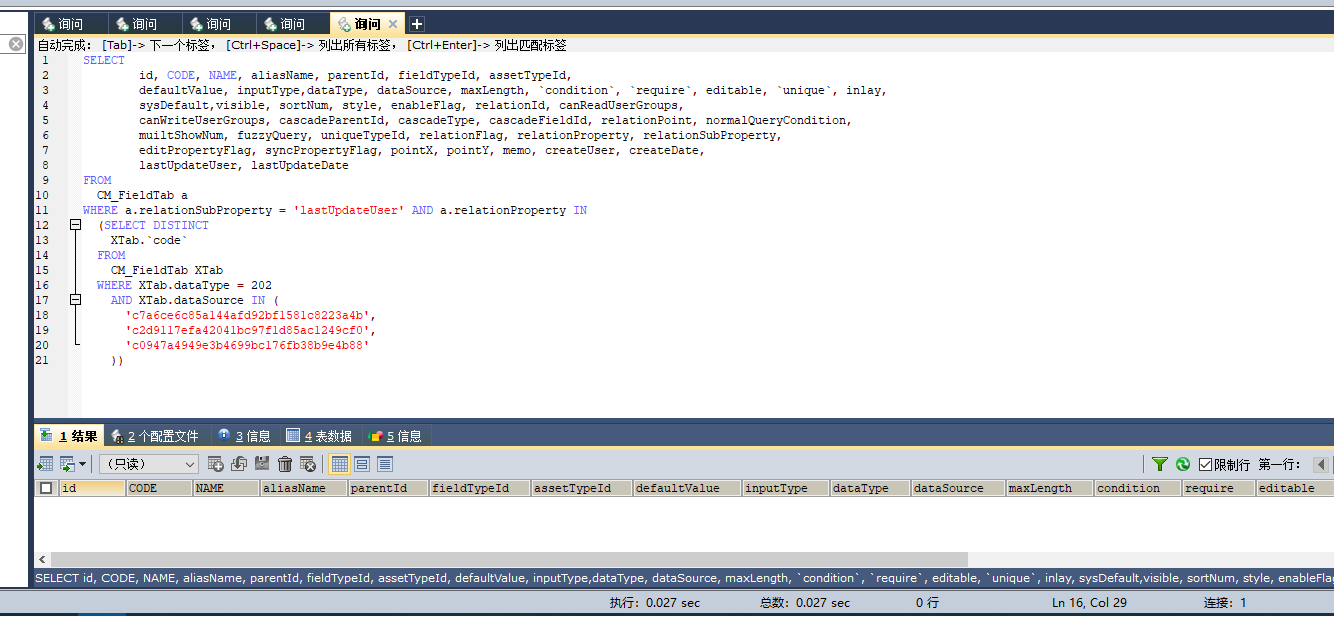 询问 询问 询问 询问 询问
自动完成： [Tab]-> 下一个标签， [Ctrl+Space]-> 列出所有标签， [Ctrl+Enter]-> 列出匹配标签
1 SELECT
2 id, CODE, NAME, aliasName, parentId, fieldTypeId, assetTypeId,
3 defaultValue, inputType,dataType, dataSource, maxLength, `condition`, `require`, editable, `unique`, inlay,
4 sysDefault,visible, sortNum, style, enableFlag, relationId, canReadUserGroups,
5 canWriteUserGroups, cascadeParentId, cascadeType, cascadeFieldId, relationPoint, normalQueryCondition,
6 muiltShowNum, fuzzyQuery, uniqueTypeId, relationFlag, relationProperty, relationSubProperty,
7 editPropertyFlag, syncPropertyFlag, pointX, pointY, memo, createUser, createDate,
8 lastUpdateUser, lastUpdateDate
9 FROM
10 CM_FieldTab a
11 WHERE a.relationSubProperty = 'lastUpdateUser' AND a.relationProperty IN
12 (SELECT DISTINCT
13 XTab.`code`
14 FROM
15 CM_FieldTab XTab
16 WHERE XTab.dataType = 202
17 AND XTab.dataSource IN (
18 'c7a6ce6c85a144afd92bf1581c8223a4b',
19 'c2d9117efa42041bc97f1d85ac1249cf0',
20 'c0947a4949e3b4699bc176fb38b9e4b88'
21 ))
1 结果 2 个配置文件 3 信息 4 表数据 5 信息
（只读） 限制行 第一行：
id CODE NAME aliasName parentId fieldTypeId assetTypeId defaultValue inputType dataType dataSource maxLength condition require editable
SELECT id, CODE, NAME, aliasName, parentId, fieldTypeId, assetTypeId, defaultValue, inputType,dataType, dataSource, maxLength, `condition`, `require`, editable, `unique`, inlay, sysDefault,visible, sortNum, style, enableFla
执行： 0.027 sec 总数： 0.027 sec 0 行 Ln 16, Col 29 连接： 1